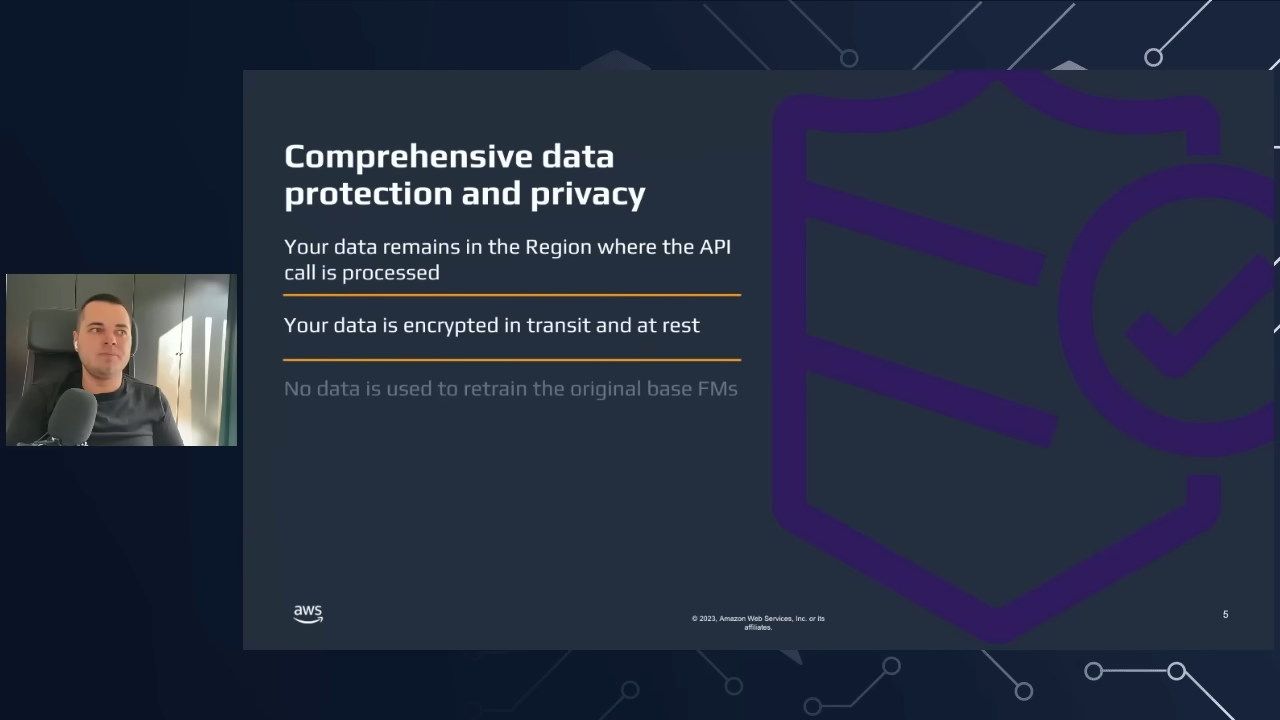 Comprehensive data
protection and privacy
Your data remains in the Region where the API
call is processed
Your data is encrypted in transit and at rest
No data is used to retrain the original base FMs
aws
© 2023, Amazon Web Services, Inc. or its
affiliates.
5